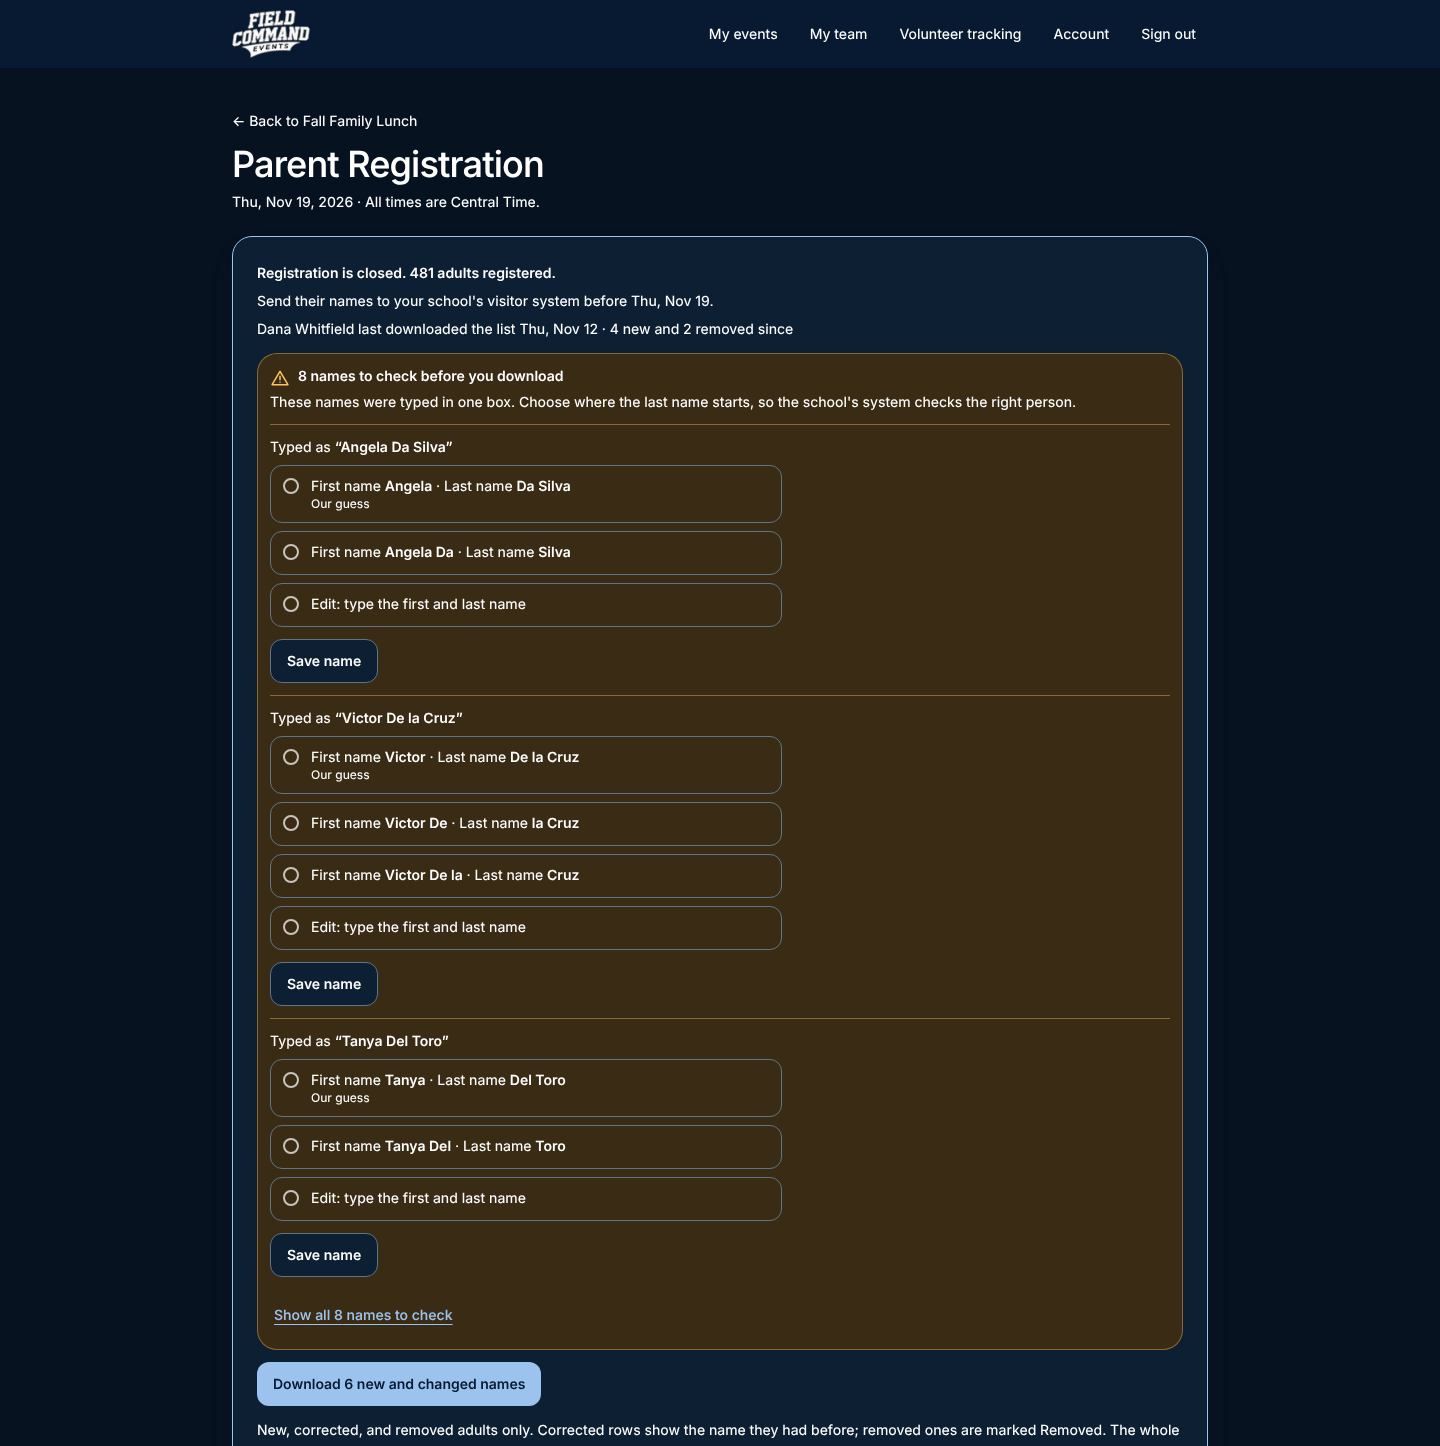 FIELD
COMMAND
EVENTS
My events
My team
Volunteer tracking
Account
Sign out
← Back to Fall Family Lunch
Parent Registration
Thu, Nov 19, 2026 · All times are Central Time.
Registration is closed. 481 adults registered.
Send their names to your school's visitor system before Thu, Nov 19.
Dana Whitfield last downloaded the list Thu, Nov 12 · 4 new and 2 removed since
8 names to check before you download
These names were typed in one box. Choose where the last name starts, so the school's system checks the right person.
Typed as “Angela Da Silva”
First name Angela · Last name Da Silva
Our guess
First name Angela Da · Last name Silva
Edit: type the first and last name
Save name
Typed as “Victor De la Cruz”
First name Victor · Last name De la Cruz
Our guess
First name Victor De · Last name la Cruz
First name Victor De la · Last name Cruz
Edit: type the first and last name
Save name
Typed as “Tanya Del Toro”
First name Tanya · Last name Del Toro
Our guess
First name Tanya Del · Last name Toro
Edit: type the first and last name
Save name
Show all 8 names to check
Download 6 new and changed names
New, corrected, and removed adults only. Corrected rows show the name they had before; removed ones are marked Removed. The whole